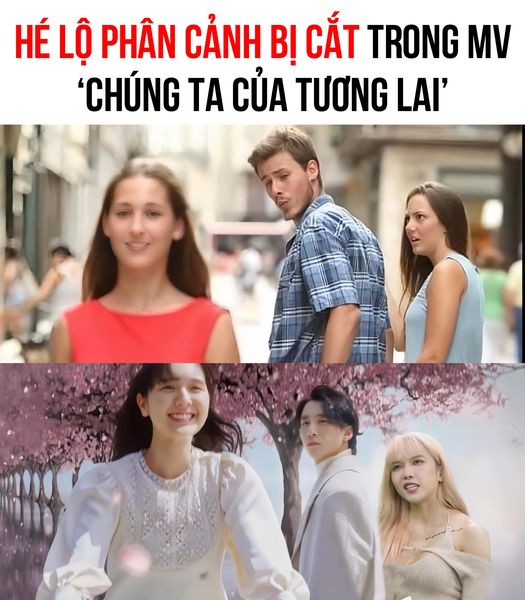 HÉ LỘ PHÂN CẢNH BỊ CẮT TRONG MV
‘CHÚNG TA CỦA TƯƠNG LAI’